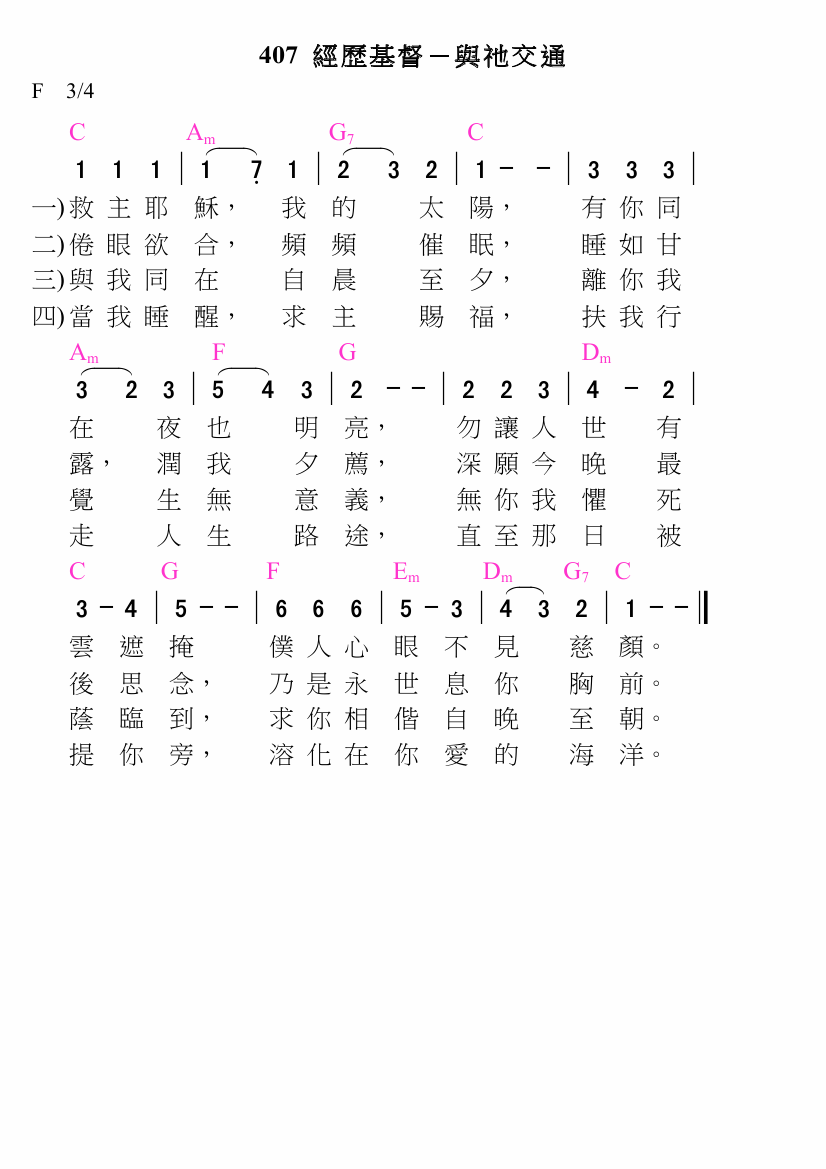 407 經歷基督－與祂交通
F 3/4
C Am G7 C
1 1 1 | 1 7̣ 1 | 2 3 2 | 1 - - | 3 3 3 |
一)救主耶穌，我的太陽，有你同
二)倦眼欲合，頻頻催眠，睡如甘
三)與我同在自晨至夕，離你我
四)當我睡醒，求主賜福，扶我行
Am F G Dm
3 2 3 | 5 4 3 | 2 - - | 2 2 3 | 4 - 2 |
在夜也明亮，勿讓人世有
露，潤我夕薦，深願今晚最
覺生無意義，無你我懼死
走人生路途，直至那日被
C G F Em Dm G7 C
3 - 4 | 5 - - | 6 6 6 | 5 - 3 | 4 3 2 | 1 - - ||
雲遮掩僕人心眼不見慈顏。
後思念，乃是永世息你胸前。
蔭臨到，求你相偕自晚至朝。
提你旁，溶化在你愛的海洋。